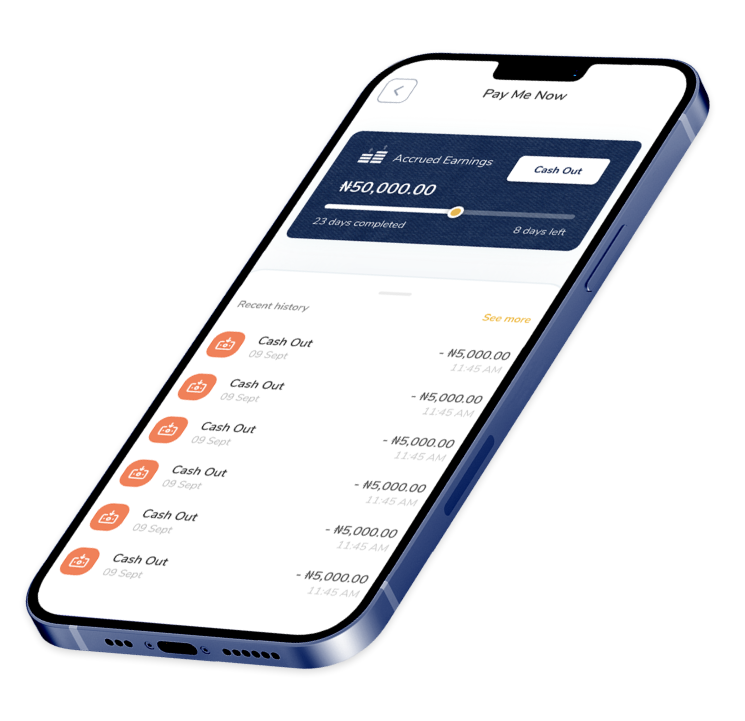 Pay Me Now
Accrued Earnings
Cash Out
₦50,000.00
23 days completed
8 days left
Recent history
See more
Cash Out
- ₦5,000.00
09 Sept
11:45 AM
Cash Out
- ₦5,000.00
09 Sept
11:45 AM
Cash Out
- ₦5,000.00
09 Sept
11:45 AM
Cash Out
- ₦5,000.00
09 Sept
11:45 AM
Cash Out
- ₦5,000.00
09 Sept
11:45 AM
Cash Out
- ₦5,000.00
09 Sept
11:45 AM